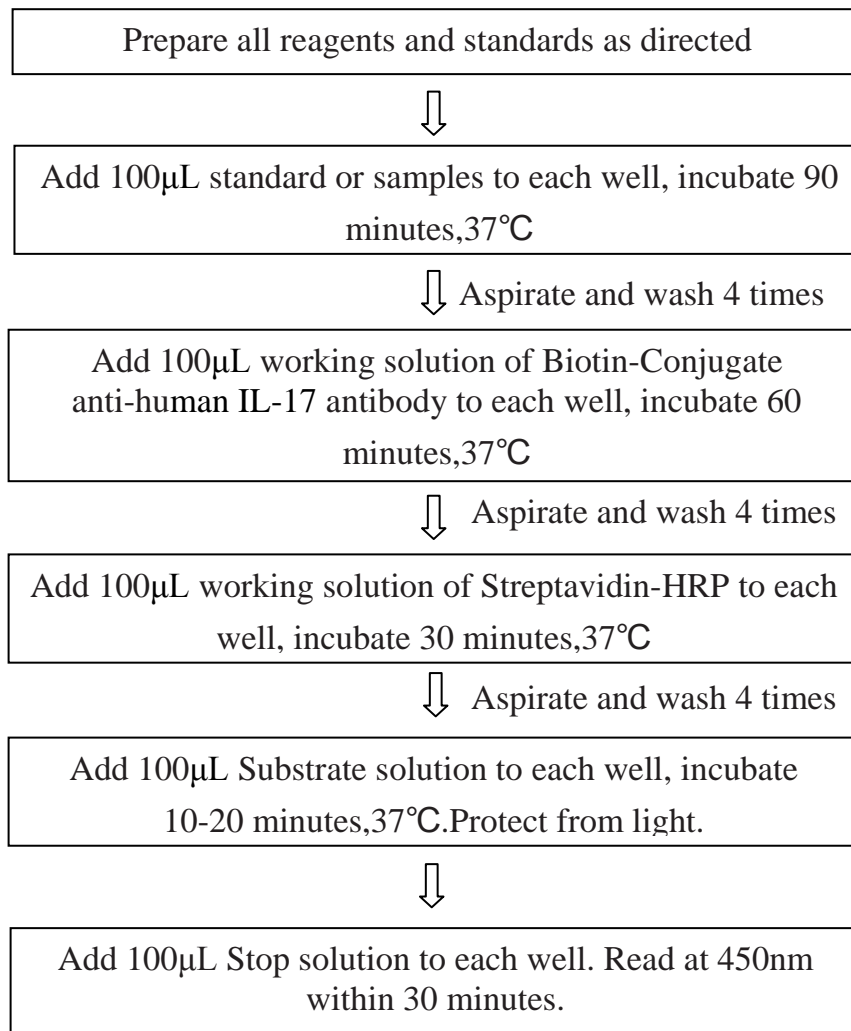 Prepare all reagents and standards as directed
Add 100μL standard or samples to each well, incubate 90
minutes,37℃
Aspirate and wash 4 times
Add 100μL working solution of Biotin-Conjugate
anti-human IL-17 antibody to each well, incubate 60
minutes,37℃
Aspirate and wash 4 times
Add 100μL working solution of Streptavidin-HRP to each
well, incubate 30 minutes,37℃
Aspirate and wash 4 times
Add 100μL Substrate solution to each well, incubate
10-20 minutes,37℃.Protect from light.
Add 100μL Stop solution to each well. Read at 450nm
within 30 minutes.